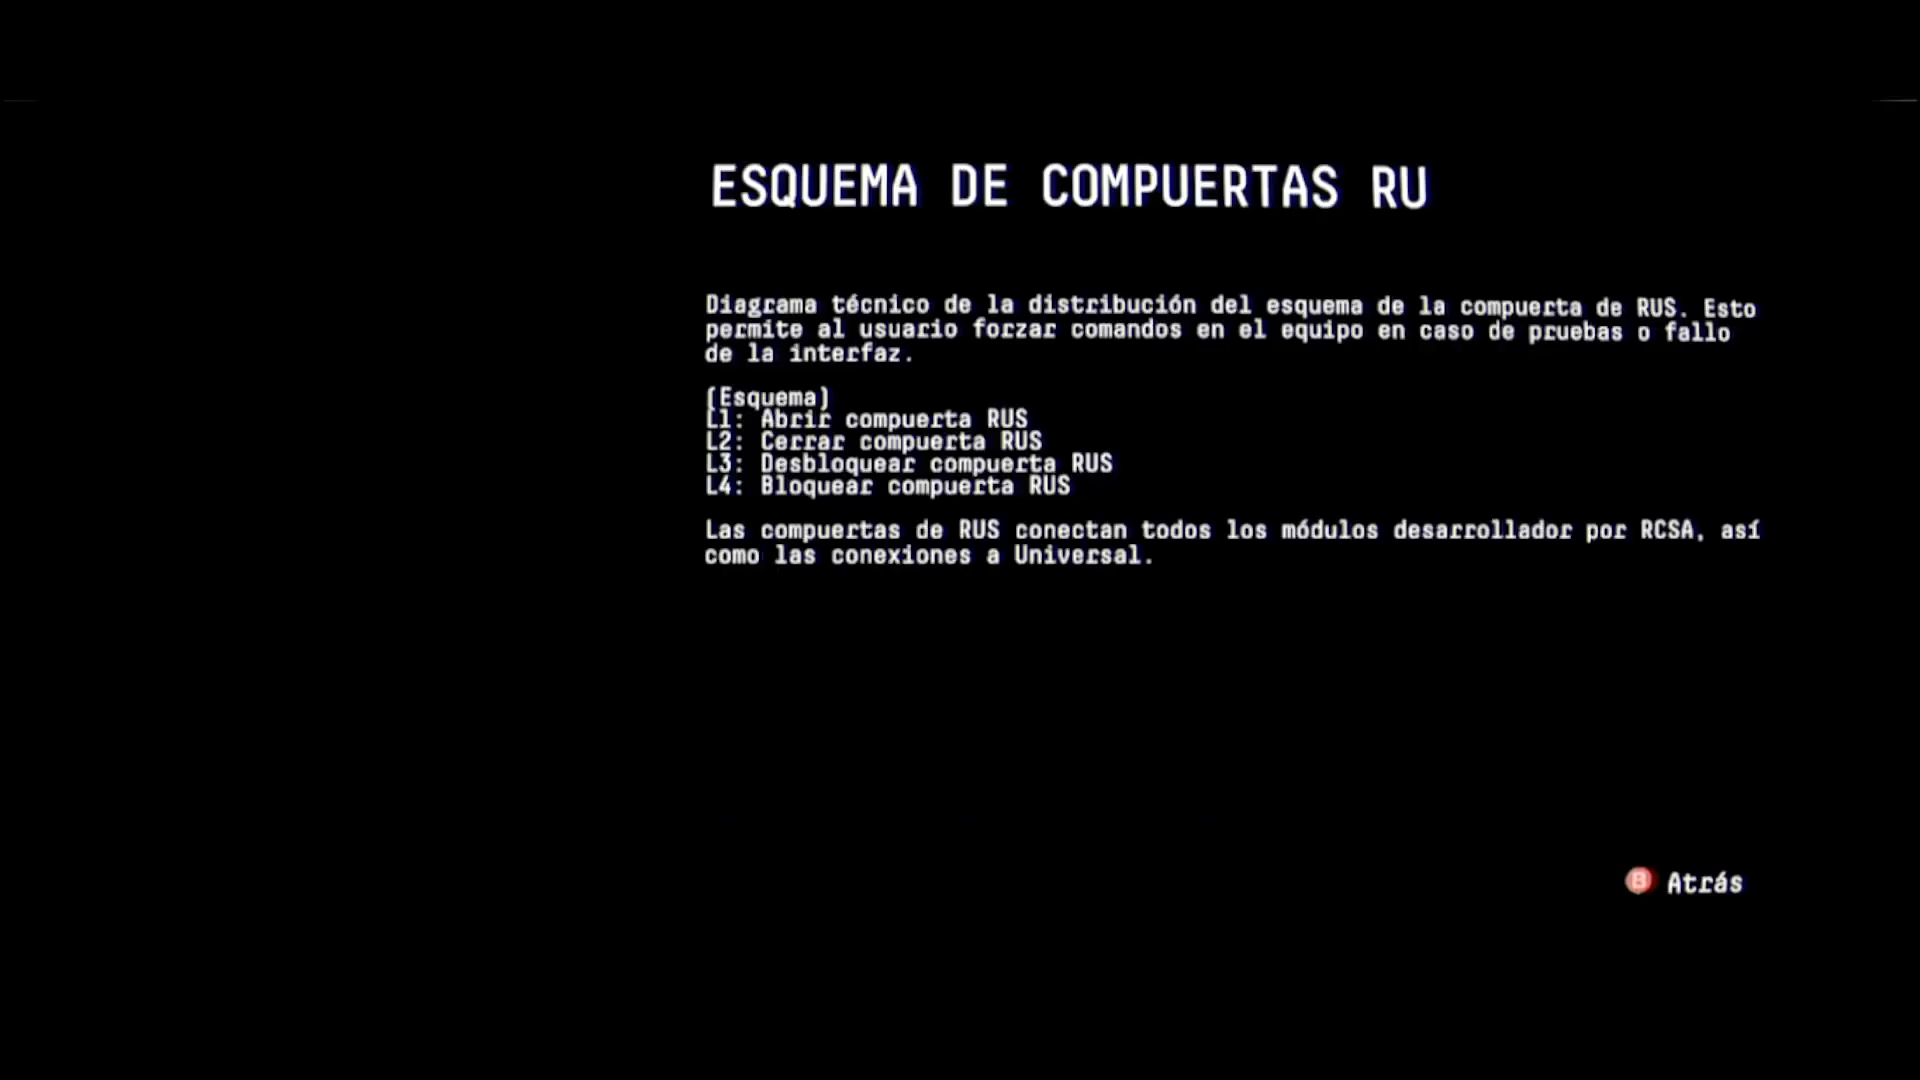 ESQUEMA DE COMPUERTAS RU
Diagrama técnico de la distribución del esquema de la compuerta de RUS. Esto
permite al usuario forzar comandos en el equipo en caso de pruebas o fallo
de la interfaz.
[Esquema]
L1: Abrir compuerta RUS
L2: Cerrar compuerta RUS
L3: Desbloquear compuerta RUS
L4: Bloquear compuerta RUS
Las compuertas de RUS conectan todos los módulos desarrollador por RCSA, así
como las conexiones a Universal.
B Atrás